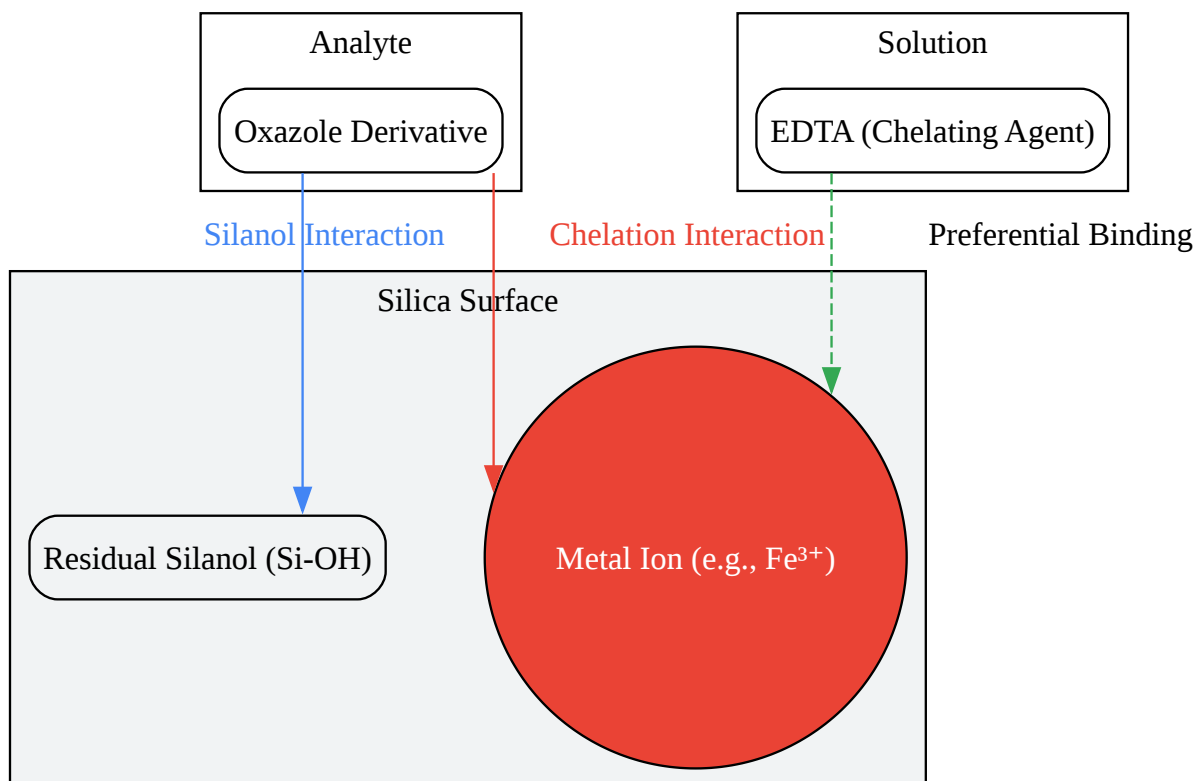 Analyte
Solution
Oxazole Derivative
EDTA (Chelating Agent)
Silanol Interaction
Chelation Interaction
Preferential Binding
Silica Surface
Residual Silanol (Si-OH)
Metal Ion (e.g., Fe³⁺)